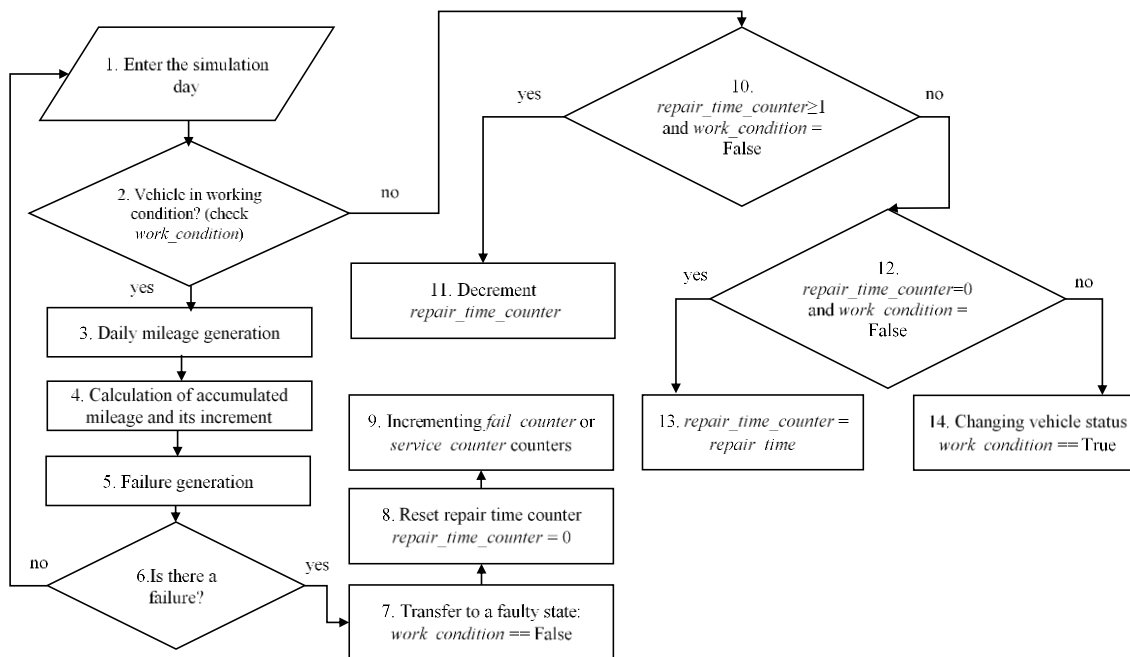 1. Enter the simulation
day
2. Vehicle in working
condition? (check
work_condition)
no
yes
3. Daily mileage generation
4. Calculation of accumulated
mileage and its increment
5. Failure generation
6.Is there a
failure?
no
yes
7. Transfer to a faulty state:
work condition == False
8. Reset repair time counter
repair_time_counter = 0
9. Incrementing fail counter or
service counter counters
10.
repair_time_counter≥1
and work_condition =
False
yes
no
11. Decrement
repair_time_counter
12.
repair_time_counter=0
and work condition =
False
yes
no
13. repair_time_counter =
repair time
14. Changing vehicle status
work condition == True